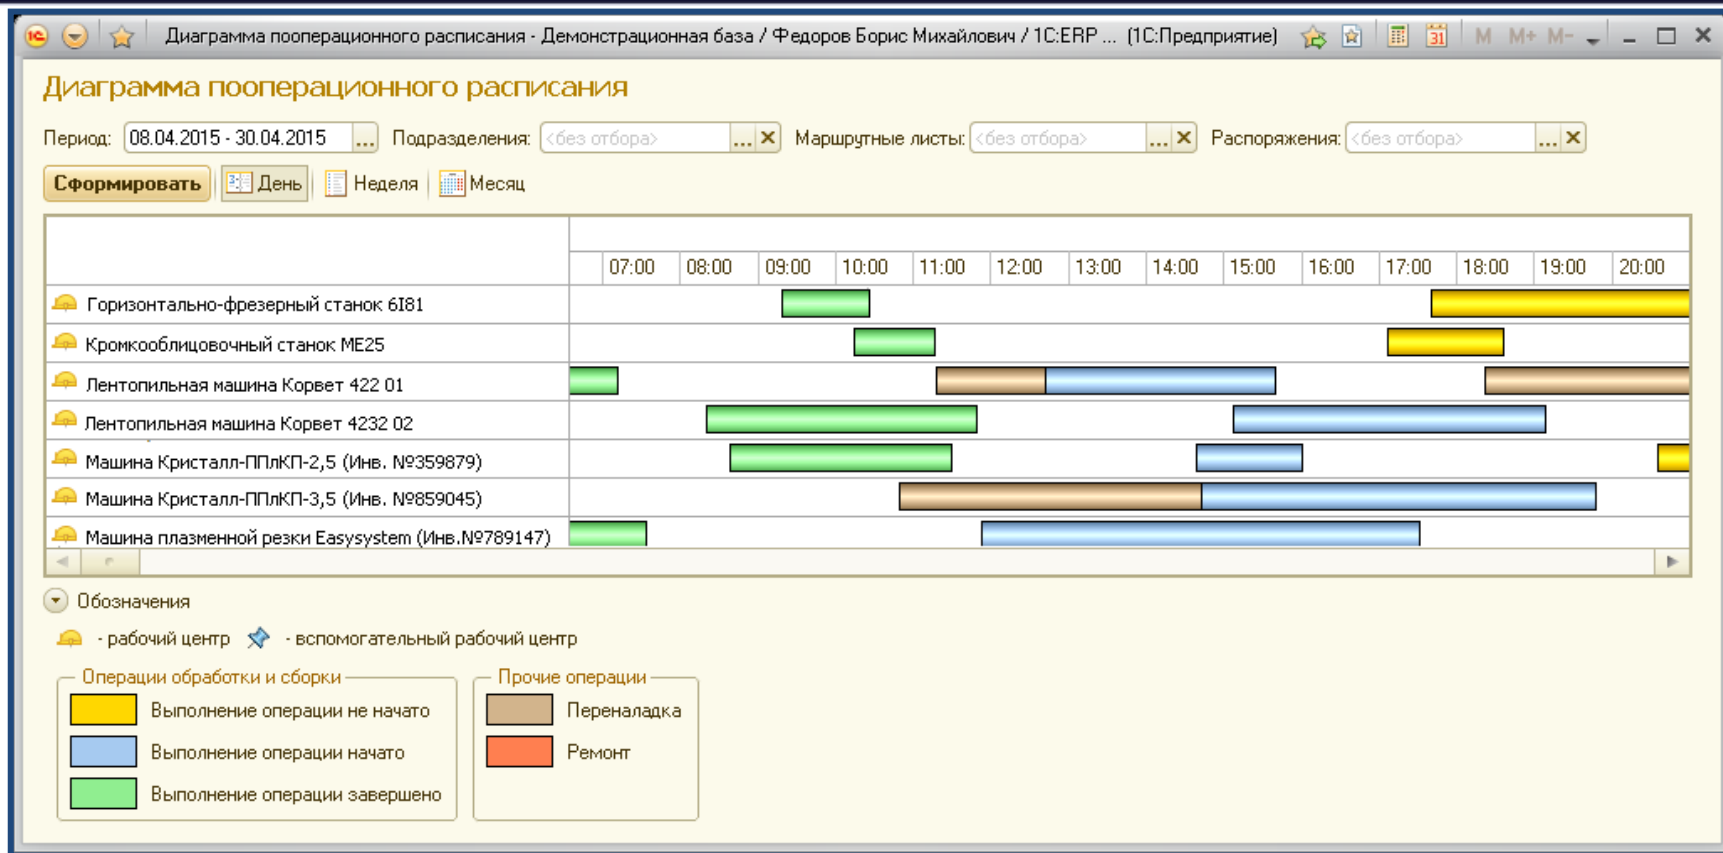 Диаграмма пооперационного расписания - Демонстрационная база / Федоров Борис Михайлович / 1С:ERP ... (1С:Предприятие) 31 M M+ M-
Диаграмма пооперационного расписания
Период: 08.04.2015 - 30.04.2015 ... Подразделения: <без отбора> ... Маршрутные листы: <без отбора> ... Распоряжения: <без отбора> ...
Сформировать День Неделя Месяц
07:00 08:00 09:00 10:00 11:00 12:00 13:00 14:00 15:00 16:00 17:00 18:00 19:00 20:00
Горизонтально-фрезерный станок 6I81
Кромкооблицовочный станок ME25
Лентопильная машина Корвет 422 01
Лентопильная машина Корвет 4232 02
Машина Кристалл-ППлКП-2,5 (Инв. №359879)
Машина Кристалл-ППлКП-3,5 (Инв. №859045)
Машина плазменной резки Easysystem (Инв.№789147)
Обозначения
- рабочий центр - вспомогательный рабочий центр
Операции обработки и сборки Прочие операции
Выполнение операции не начато Переналадка
Выполнение операции начато Ремонт
Выполнение операции завершено